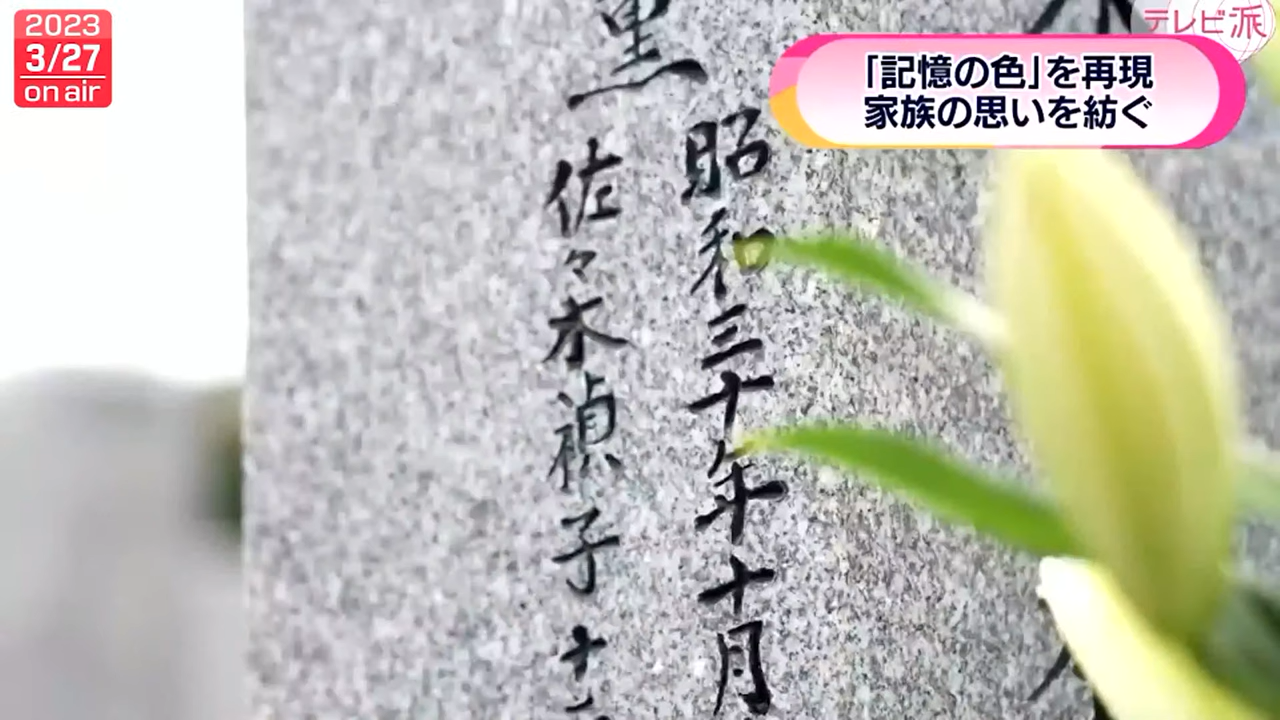 2023
3/27
on air
テレビ派
「記憶の色」を再現
家族の思いを紡ぐ
昭和三十年十月
佐々木禎子十